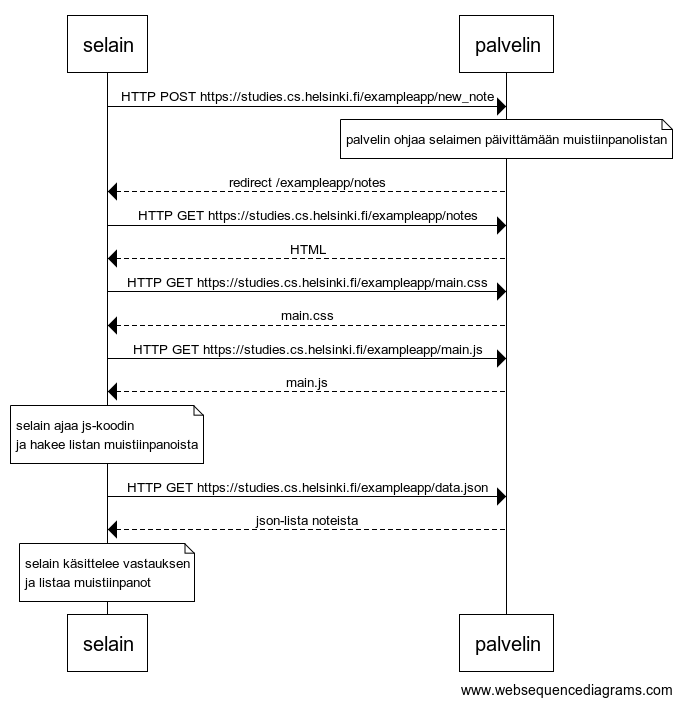 selain
palvelin
HTTP POST https://studies.cs.helsinki.fi/exampleapp/new_note
palvelin ohjaa selaimen päivittämään muistiinpanolistan
redirect /exampleapp/notes
HTTP GET https://studies.cs.helsinki.fi/exampleapp/notes
HTML
HTTP GET https://studies.cs.helsinki.fi/exampleapp/main.css
main.css
HTTP GET https://studies.cs.helsinki.fi/exampleapp/main.js
main.js
selain ajaa js-koodin
ja hakee listan muistiinpanoista
HTTP GET https://studies.cs.helsinki.fi/exampleapp/data.json
json-lista noteista
selain käsittelee vastauksen
ja listaa muistiinpanot
selain
palvelin
www.websequencediagrams.com